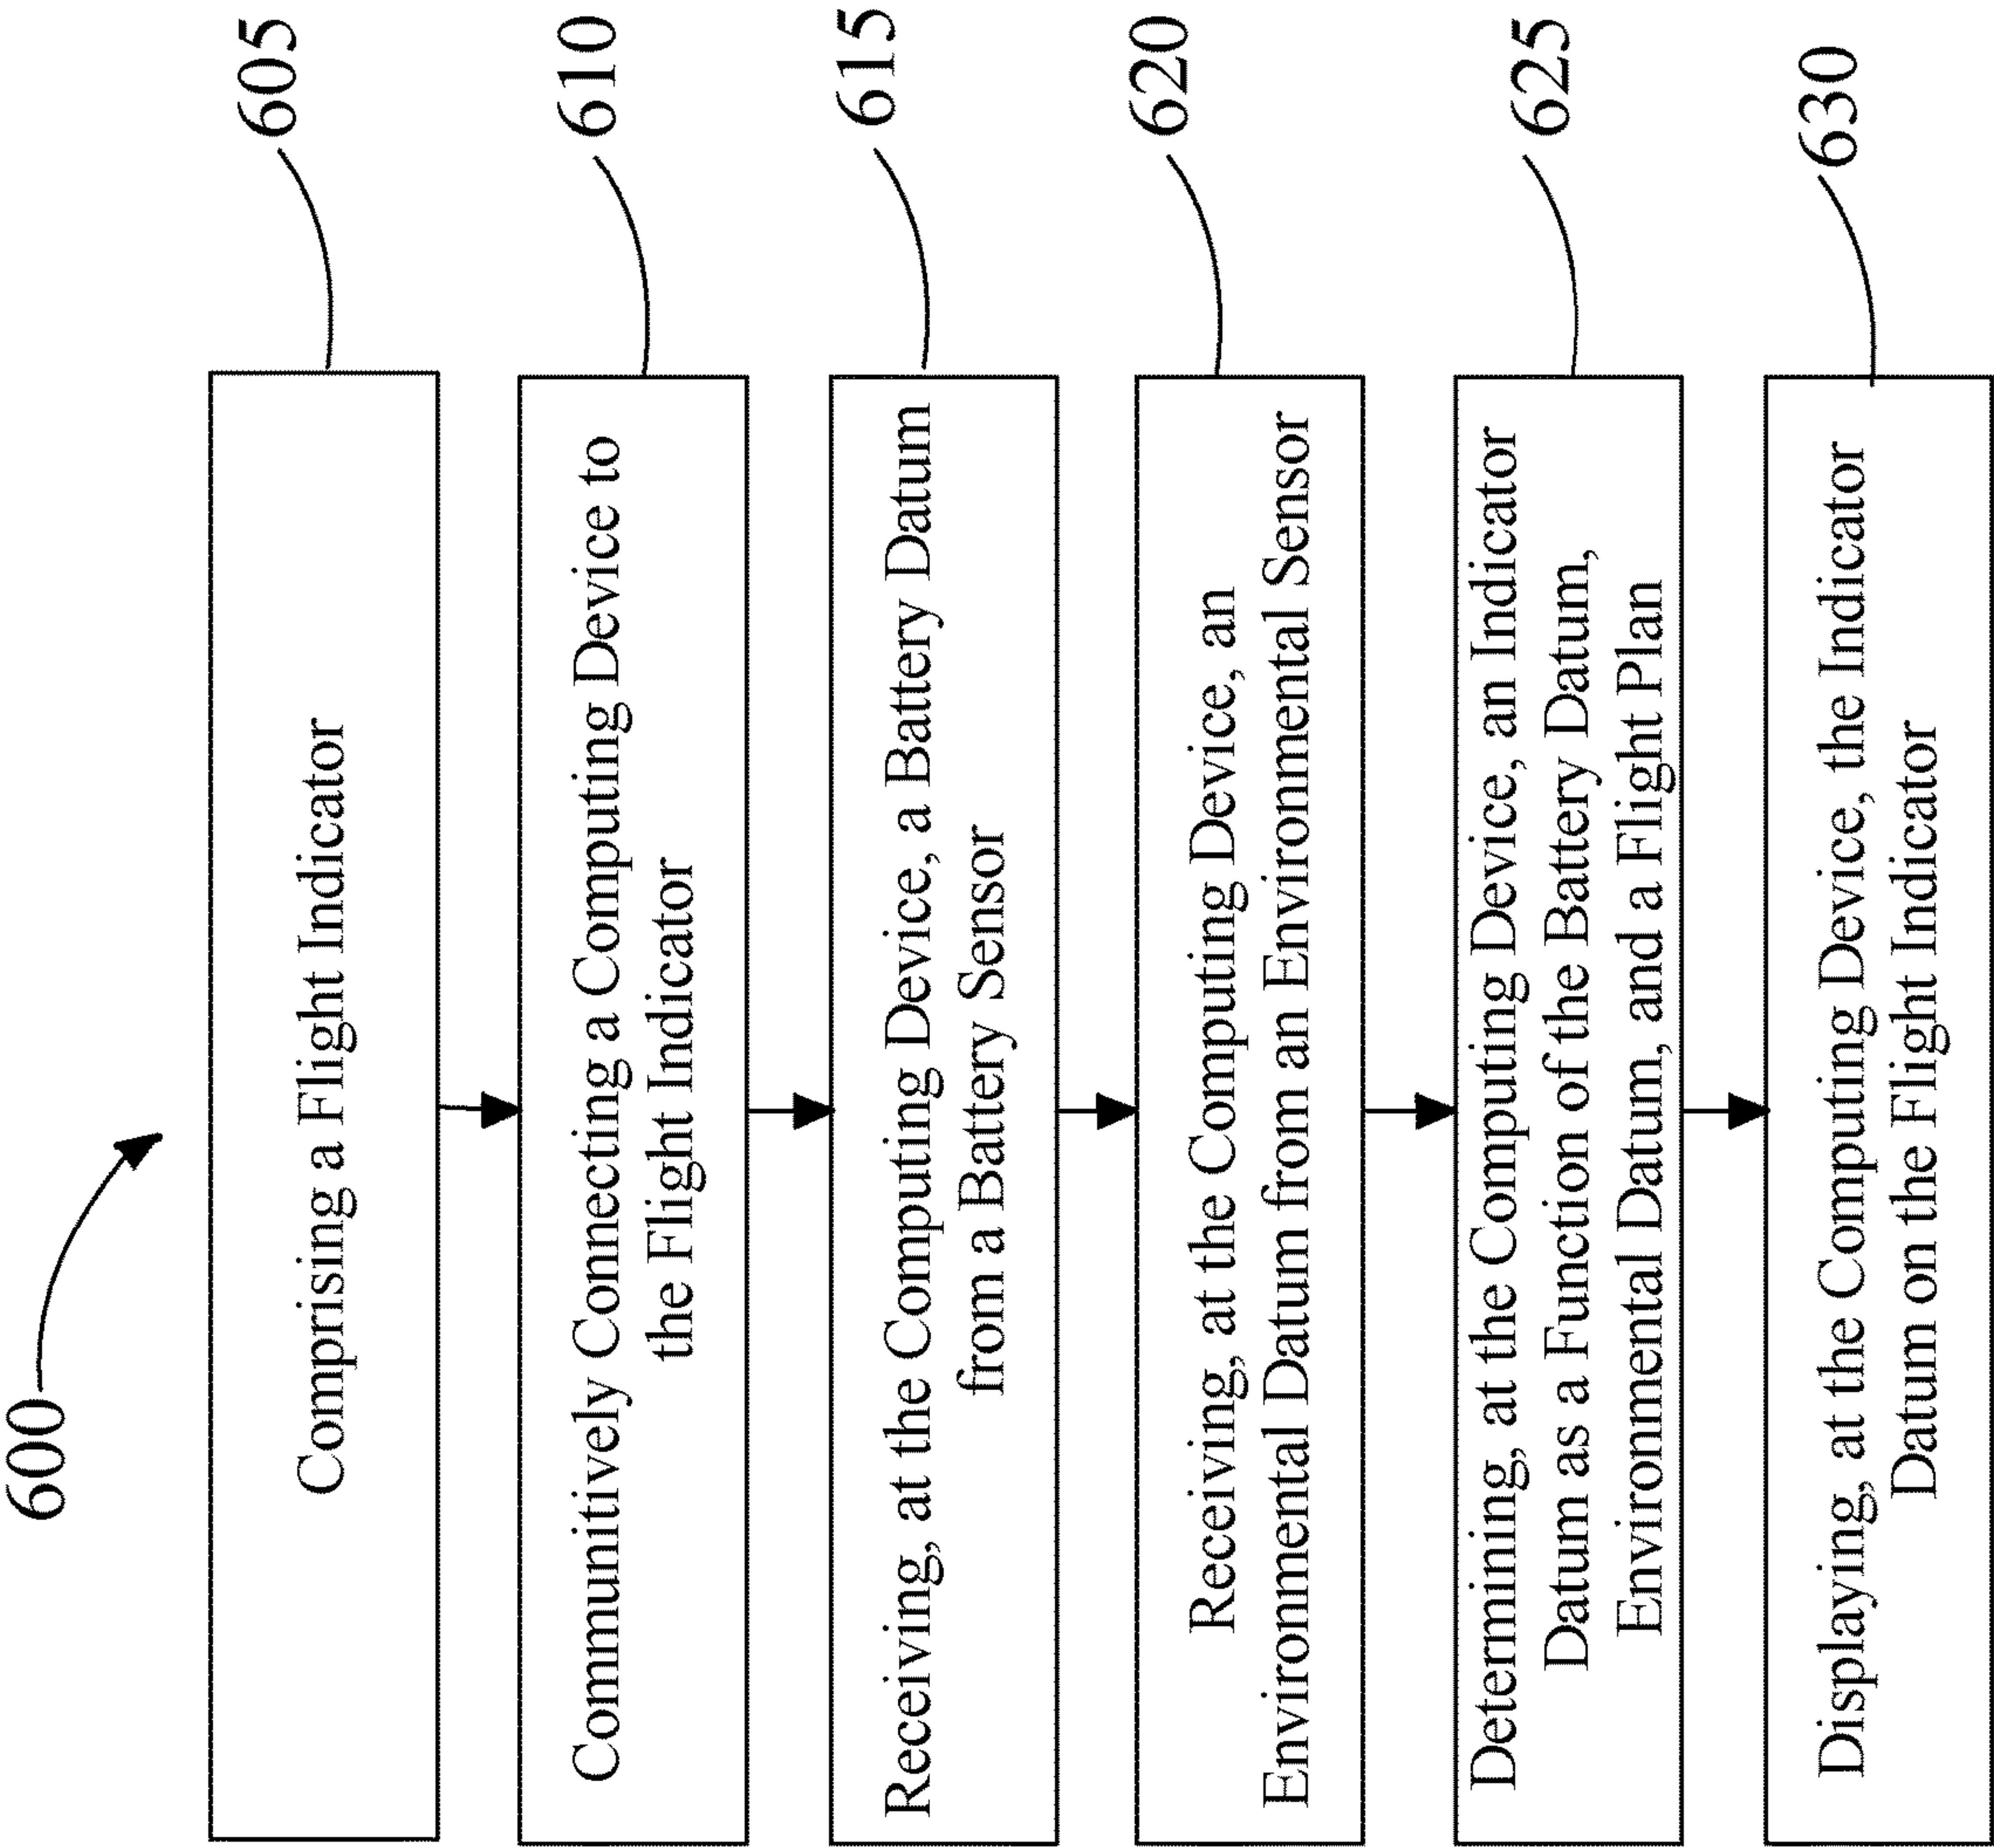 600
Comprising a Flight Indicator
605
Communitively Connecting a Computing Device to
the Flight Indicator
610
Receiving, at the Computing Device, a Battery Datum
from a Battery Sensor
615
Receiving, at the Computing Device, an
Environmental Datum from an Environmental Sensor
620
Determining, at the Computing Device, an Indicator
Datum as a Function of the Battery Datum,
Environmental Datum, and a Flight Plan
625
Displaying, at the Computing Device, the Indicator
Datum on the Flight Indicator
630